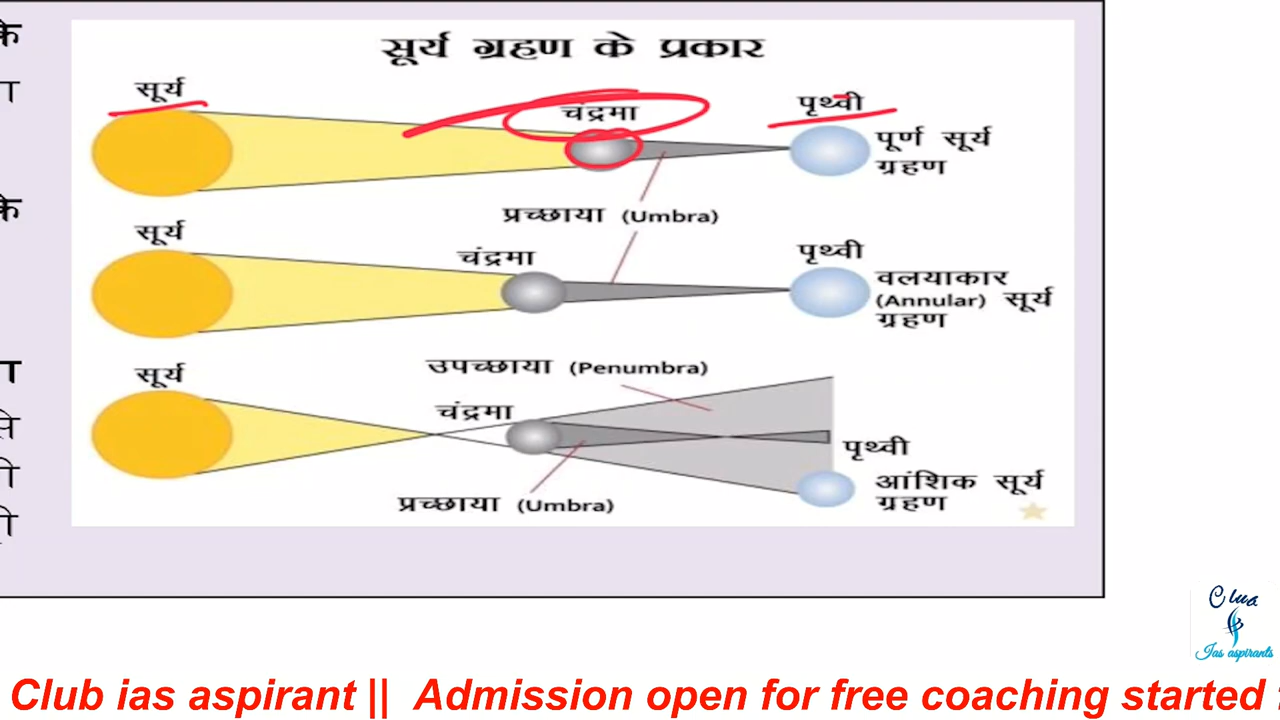 के
ा
के
ा
से
ी
ी
सूर्य ग्रहण के प्रकार
सूर्य
चंद्रमा
पृथ्वी
पूर्ण सूर्य
ग्रहण
प्रच्छाया (Umbra)
सूर्य
चंद्रमा
पृथ्वी
वलयाकार
(Annular) सूर्य
ग्रहण
उपच्छाया (Penumbra)
सूर्य
चंद्रमा
पृथ्वी
आंशिक सूर्य
ग्रहण
प्रच्छाया (Umbra)
Club
Ias aspirants
Club ias aspirant || Admission open for free coaching started